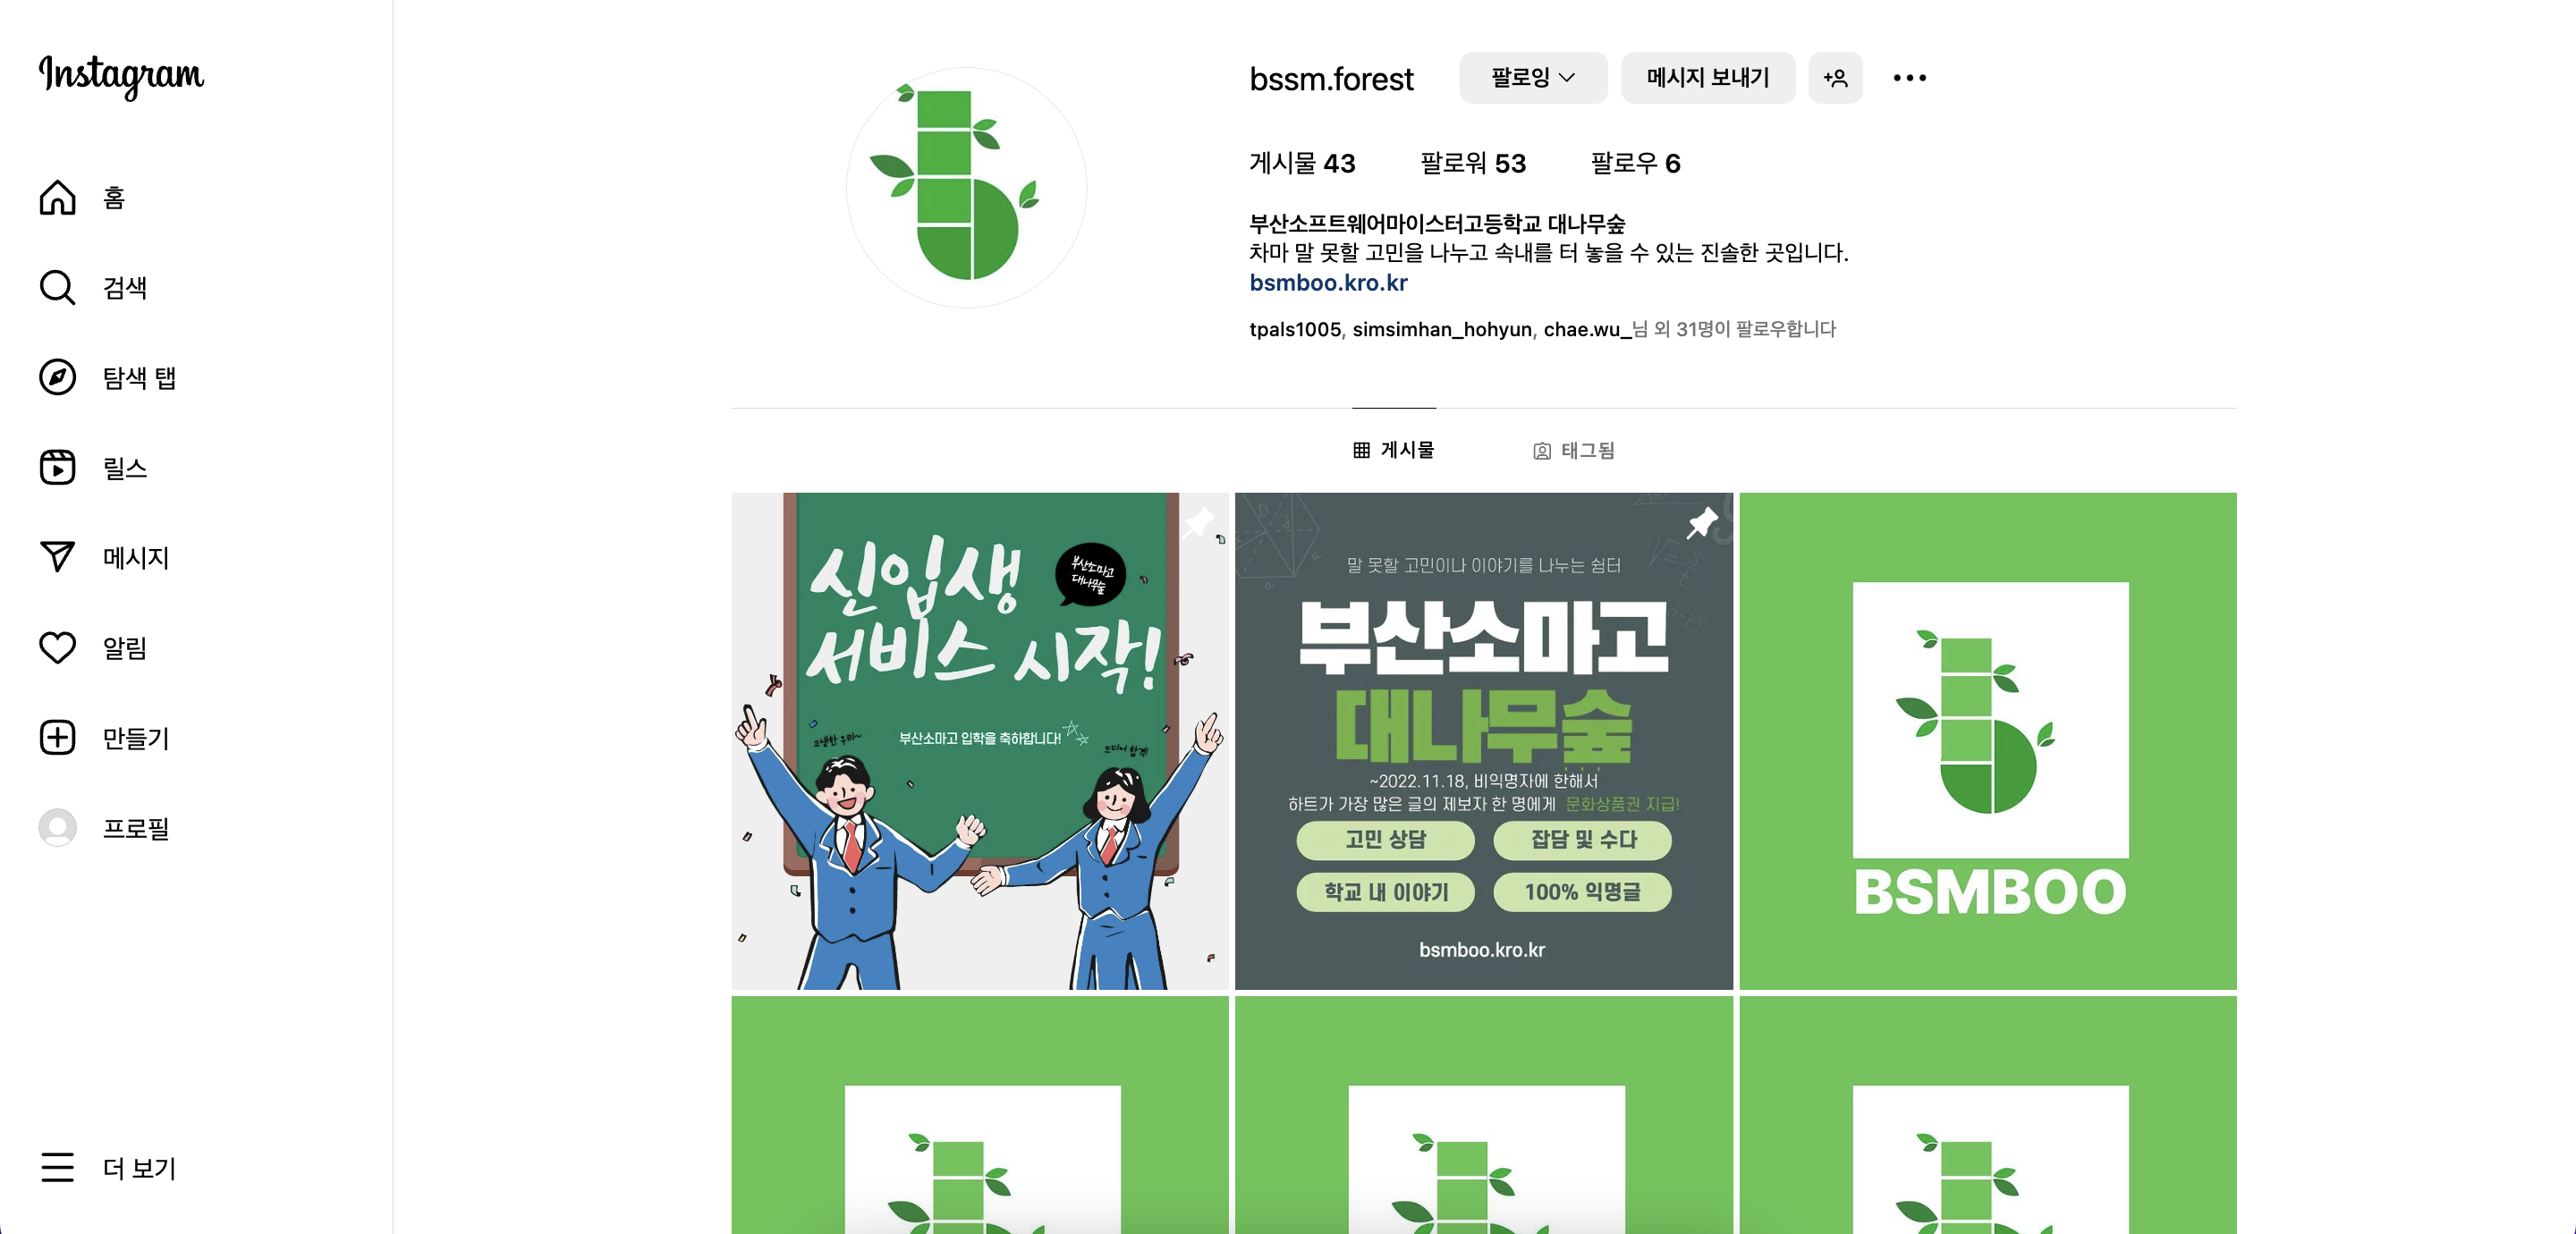 Instagram
홈
검색
탐색 탭
릴스
메시지
알림
만들기
프로필
더 보기
bssm.forest
팔로잉
메시지 보내기
게시물 43 팔로워 53 팔로우 6
부산소프트웨어마이스터고등학교 대나무숲
차마 말 못할 고민을 나누고 속내를 터 놓을 수 있는 진솔한 곳입니다.
bsmboo.kro.kr
tpals1005, simsimhan_hohyun, chae.wu_님 외 31명이 팔로우합니다
게시물
태그됨
신입생
서비스 시작!
부산소마고
대나무숲
부산소마고 입학을 축하합니다!
고생한 우리~
드디어 합격!
말 못할 고민이나 이야기를 나누는 쉼터
부산소마고
대나무숲
~2022.11.18, 비익명자에 한해서
하트가 가장 많은 글의 제보자 한 명에게 문화상품권 지급!
고민 상담
잡담 및 수다
학교 내 이야기
100% 익명글
bsmboo.kro.kr
BSMBOO